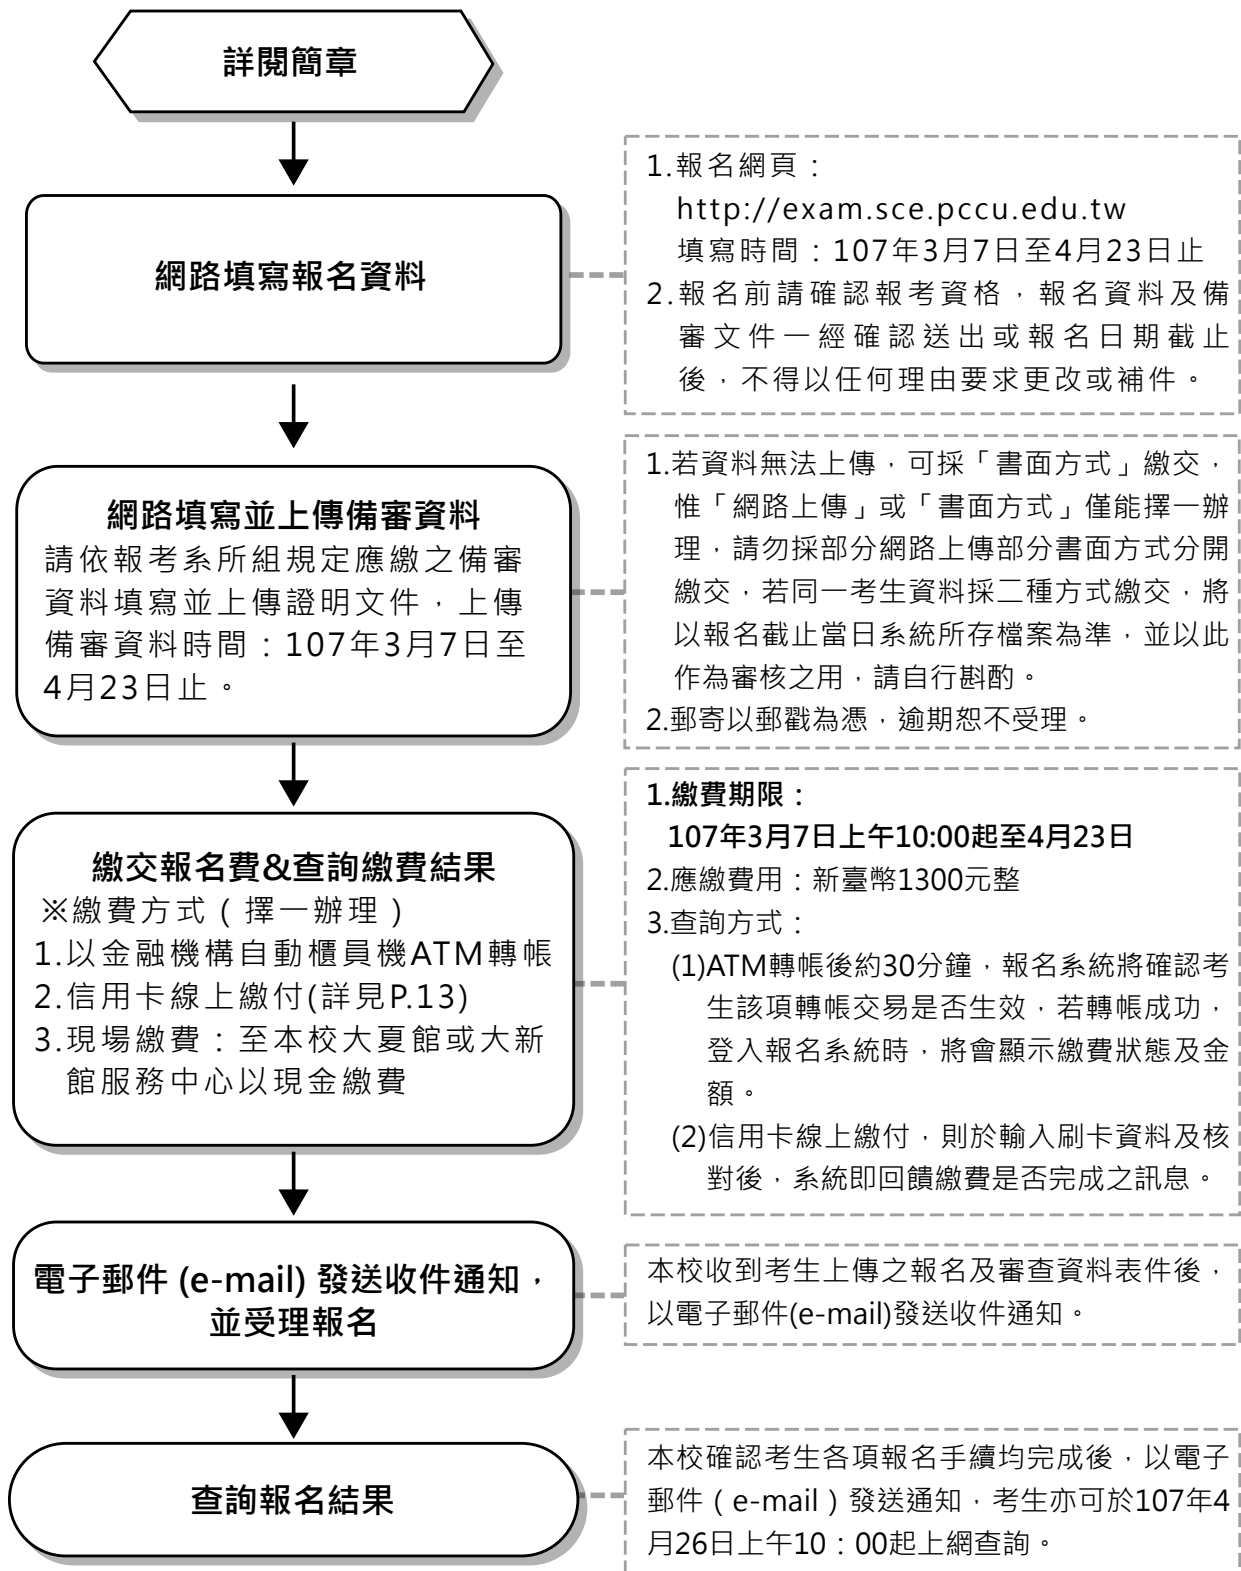 詳閱簡章
網路填寫報名資料
1.報名網頁：
http://exam.sce.pccu.edu.tw
填寫時間：107年3月7日至4月23日止
2.報名前請確認報考資格，報名資料及備
審文件一經確認送出或報名日期截止
後，不得以任何理由要求更改或補件。
網路填寫並上傳備審資料
請依報考系所組規定應繳之備審
資料填寫並上傳證明文件，上傳
備審資料時間：107年3月7日至
4月23日止。
1.若資料無法上傳，可採「書面方式」繳交，
惟「網路上傳」或「書面方式」僅能擇一辦
理，請勿採部分網路上傳部分書面方式分開
繳交，若同一考生資料採二種方式繳交，將
以報名截止當日系統所存檔案為準，並以此
作為審核之用，請自行斟酌。
2.郵寄以郵戳為憑，逾期恕不受理。
繳交報名費&查詢繳費結果
※繳費方式（擇一辦理）
1.以金融機構自動櫃員機ATM轉帳
2.信用卡線上繳付(詳見P.13)
3.現場繳費：至本校大夏館或大新
館服務中心以現金繳費
1.繳費期限：
107年3月7日上午10:00起至4月23日
2.應繳費用：新臺幣1300元整
3.查詢方式：
(1)ATM轉帳後約30分鐘，報名系統將確認考
生該項轉帳交易是否生效，若轉帳成功，
登入報名系統時，將會顯示繳費狀態及金
額。
(2)信用卡線上繳付，則於輸入刷卡資料及核
對後，系統即回饋繳費是否完成之訊息。
電子郵件 (e-mail) 發送收件通知，
並受理報名
本校收到考生上傳之報名及審查資料表件後，
以電子郵件(e-mail)發送收件通知。
查詢報名結果
本校確認考生各項報名手續均完成後，以電子
郵件（e-mail）發送通知，考生亦可於107年4
月26日上午10：00起上網查詢。